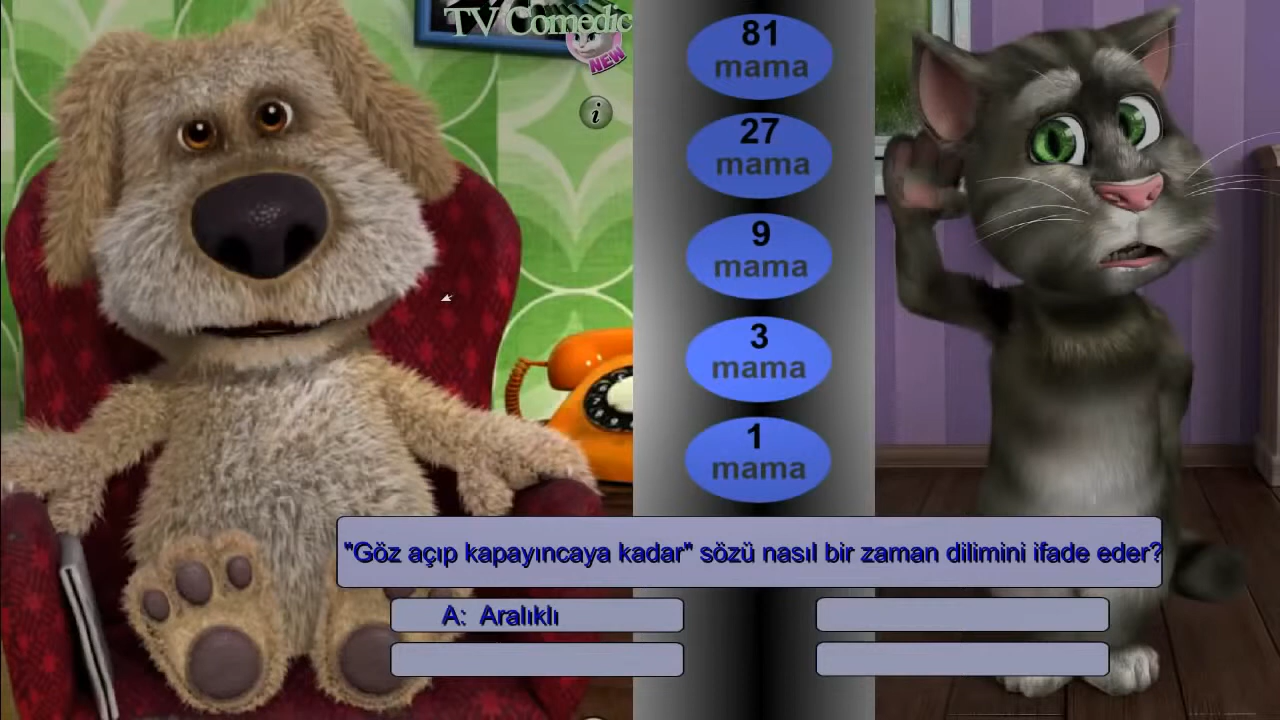 TV Comedic
NEW
i
81
mama
27
mama
9
mama
3
mama
1
mama
"Göz açıp kapayıncaya kadar" sözü nasıl bir zaman dilimini ifade eder?
A: Aralıklı